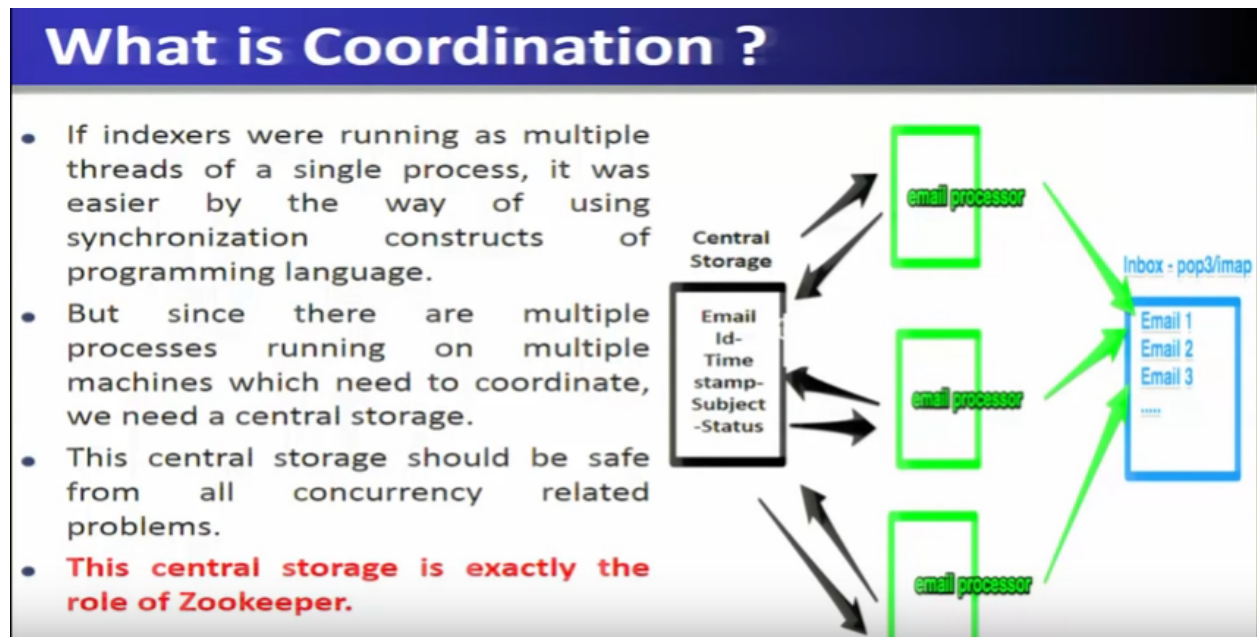 What is Coordination ?
If indexers were running as multiple
threads of a single process, it was
easier by the way of using
synchronization constructs of
programming language.
But since there are multiple
processes running on multiple
machines which need to coordinate,
we need a central storage.
This central storage should be safe
from all concurrency related
problems.
This central storage is exactly the
role of Zookeeper.
Central
Storage
Email
Id-
Time
stamp-
Subject
-Status
email processor
email processor
email processor
Inbox - pop3/imap
Email 1
Email 2
Email 3
.....